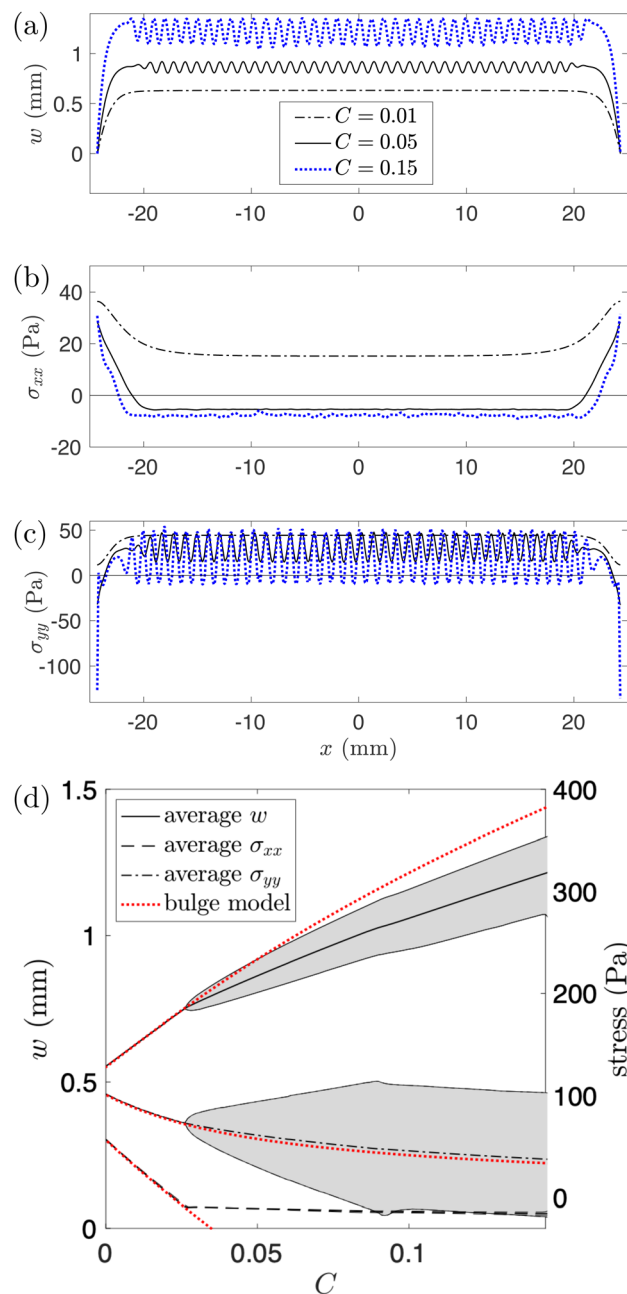 (a)
1
0.5
0
w (mm)
C = 0.01
C = 0.05
C = 0.15
-20 -10 0 10 20
(b)
40
20
0
-20
σxx (Pa)
-20 -10 0 10 20
(c)
50
0
-50
-100
σyy (Pa)
-20 -10 0 10 20
x (mm)
(d)
1.5
1
0.5
0
w (mm)
average w
average σxx
average σyy
bulge model
400
300
200
100
0
stress (Pa)
0 0.05 0.1
C